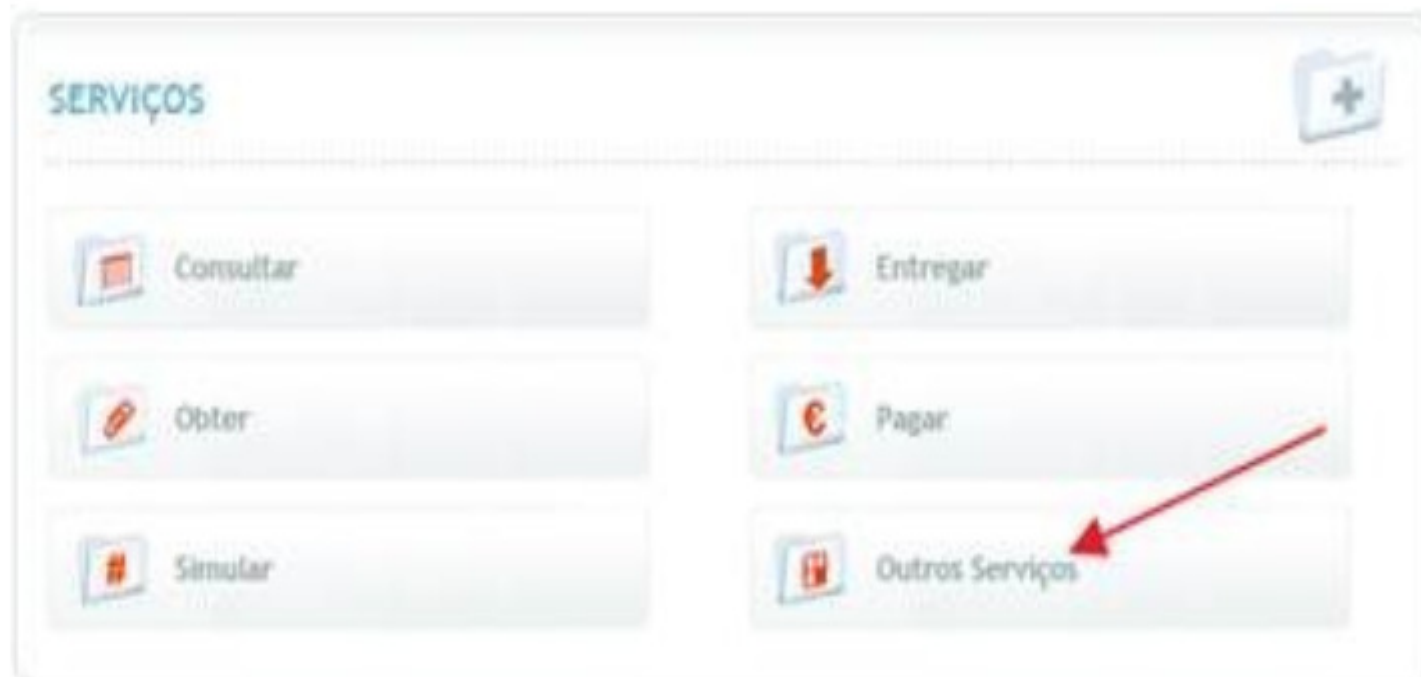 SERVIÇOS
Consultar
Entregar
Obter
Pagar
Simular
Outros Serviços